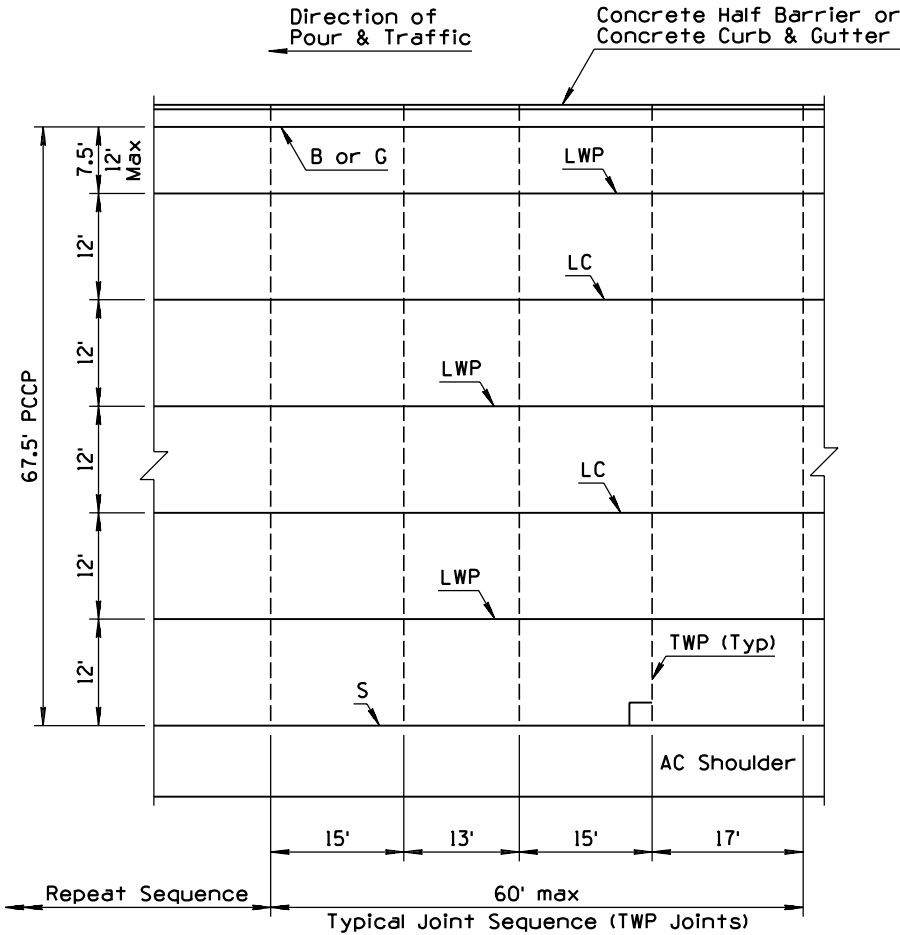 Direction of
Pour & Traffic
Concrete Half Barrier or
Concrete Curb & Gutter
7.5'
12'
Max
B or G
LWP
12'
LC
12'
LWP
67.5' PCCP
12'
LC
12'
LWP
12'
TWP (Typ)
S
AC Shoulder
15'
13'
15'
17'
Repeat Sequence
60' max
Typical Joint Sequence (TWP Joints)